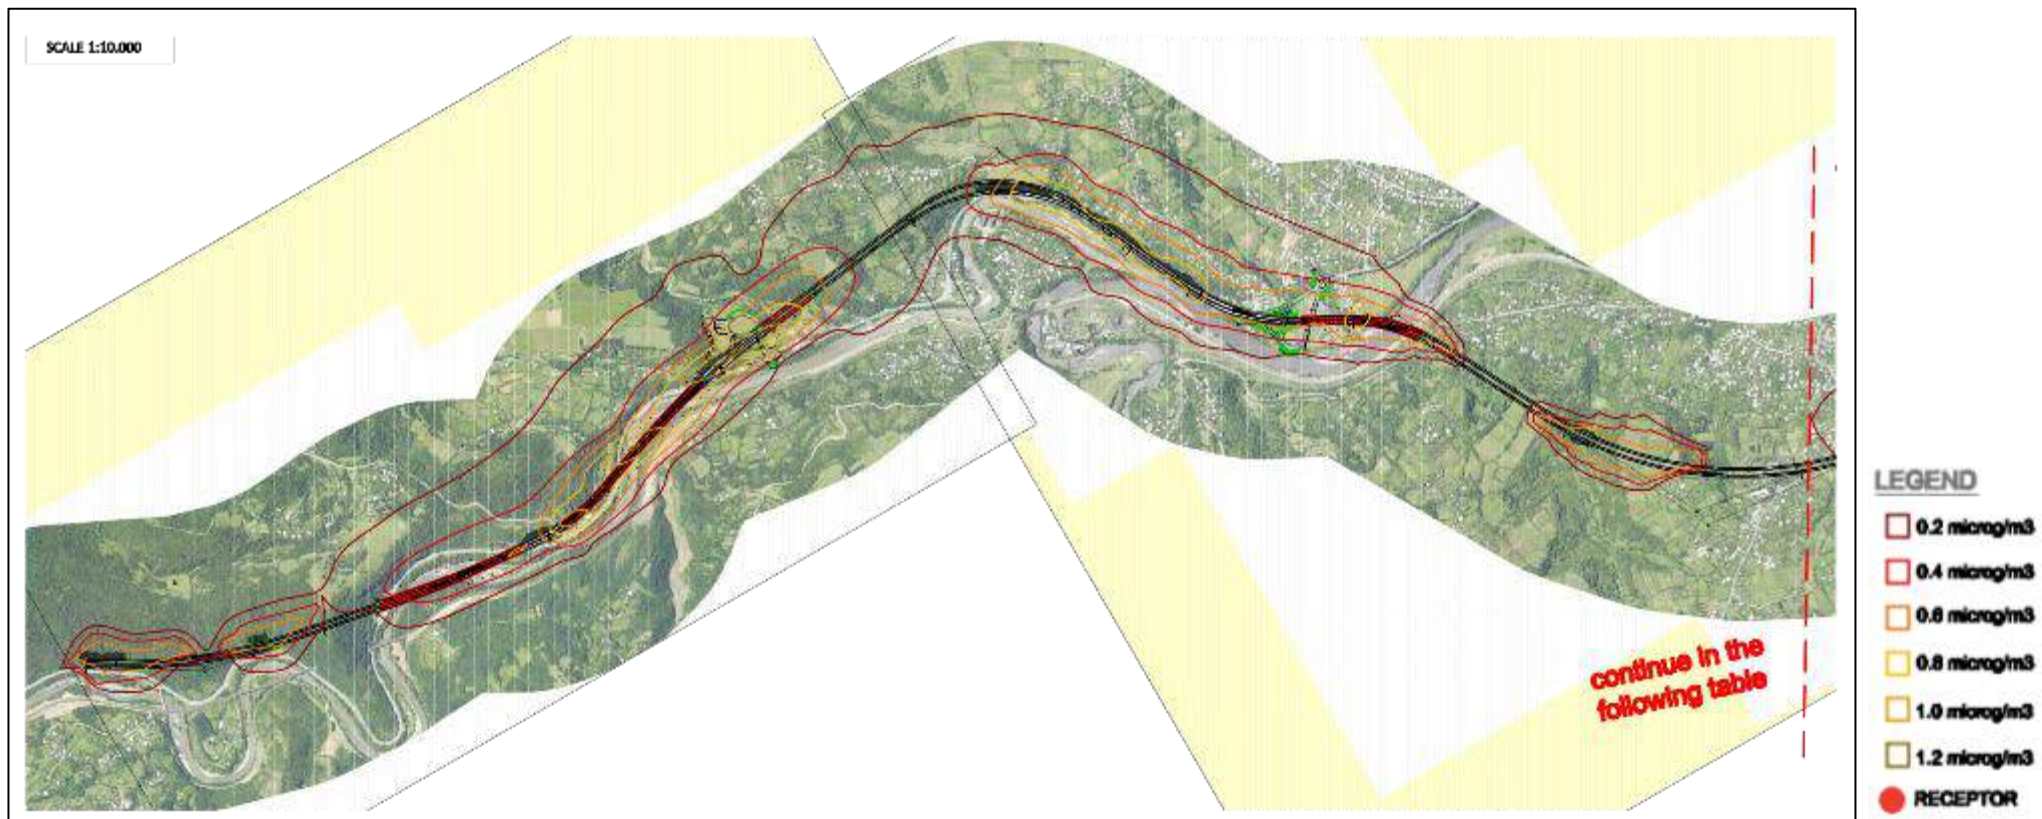 SCALE 1:10.000
continue in the
following table
LEGEND
0.2 microg/m3
0.4 microg/m3
0.6 microg/m3
0.8 microg/m3
1.0 microg/m3
1.2 microg/m3
RECEPTOR